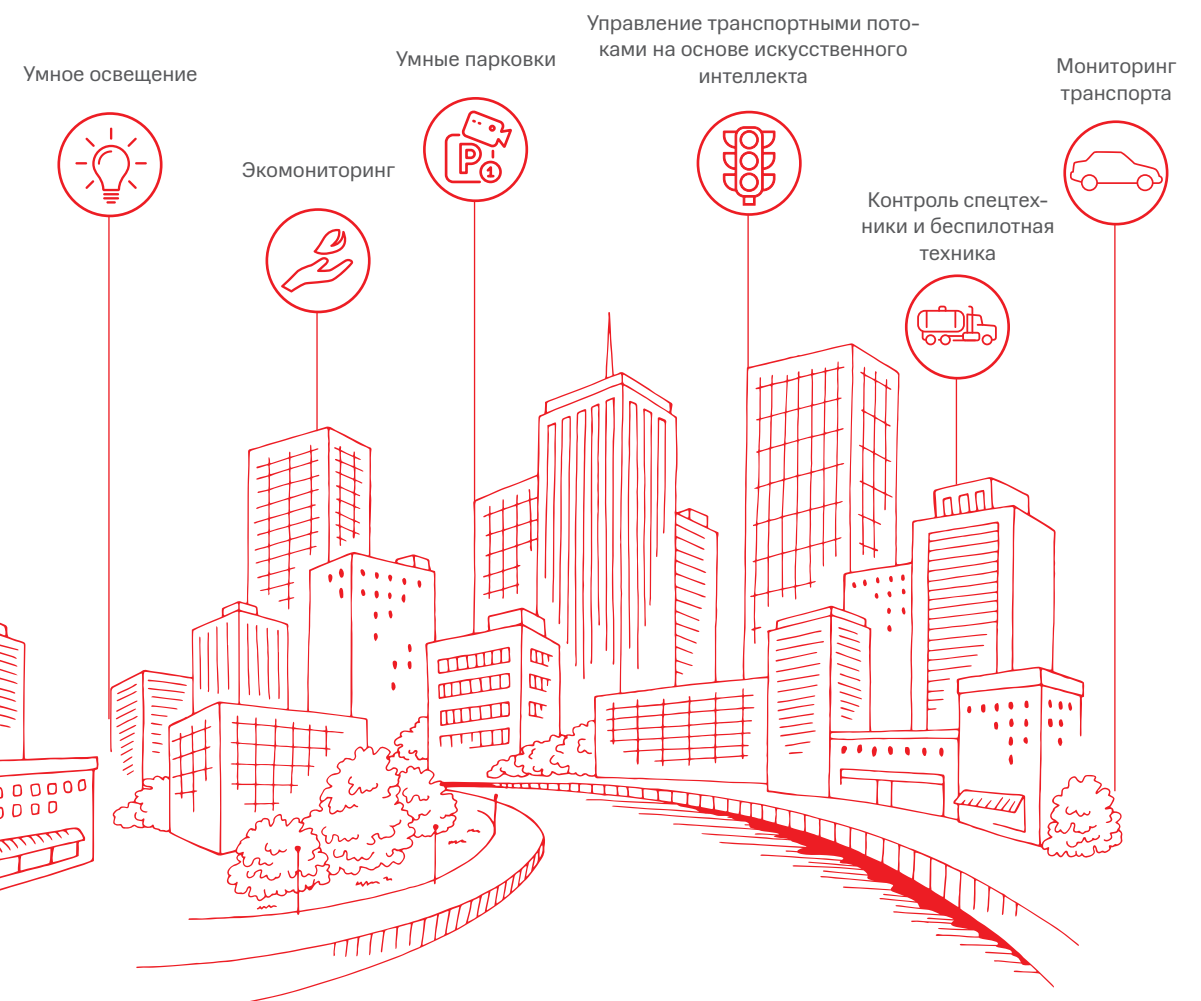 Умное освещение
Экомониторинг
Умные парковки
Управление транспортными пото-
ками на основе искусственного
интеллекта
Контроль спецтех-
ники и беспилотная
техника
Мониторинг
транспорта
P
1